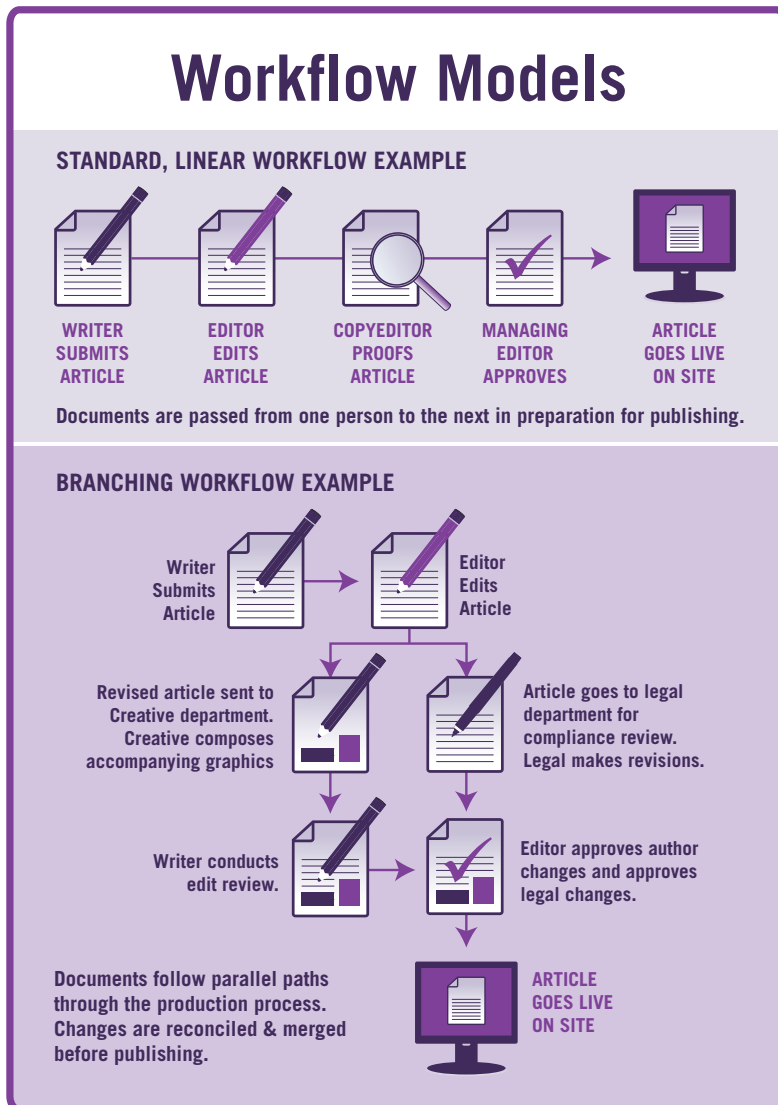 Workflow Models
STANDARD, LINEAR WORKFLOW EXAMPLE
WRITER
SUBMITS
ARTICLE
EDITOR
EDITS
ARTICLE
COPYEDITOR
PROOFS
ARTICLE
MANAGING
EDITOR
APPROVES
ARTICLE
GOES LIVE
ON SITE
Documents are passed from one person to the next in preparation for publishing.
BRANCHING WORKFLOW EXAMPLE
Writer
Submits
Article
Editor
Edits
Article
Revised article sent to
Creative department.
Creative composes
accompanying graphics
Article goes to legal
department for
compliance review.
Legal makes revisions.
Writer conducts
edit review.
Editor approves author
changes and approves
legal changes.
Documents follow parallel paths
through the production process.
Changes are reconciled & merged
before publishing.
ARTICLE
GOES LIVE
ON SITE